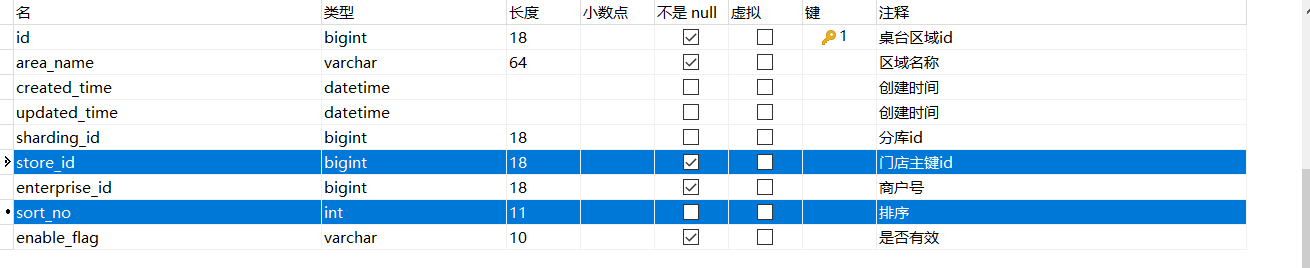 名 类型 长度 小数点 不是 null 虚拟 键 注释
id bigint 18 1 桌台区域id
area_name varchar 64 区域名称
created_time datetime 创建时间
updated_time datetime 创建时间
sharding_id bigint 18 分库id
store_id bigint 18 门店主键id
enterprise_id bigint 18 商户号
sort_no int 11 排序
enable_flag varchar 10 是否有效